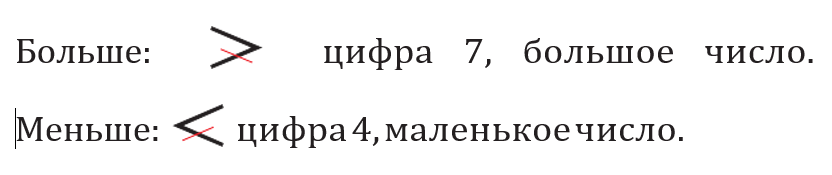 Больше: > цифра 7, большое число.
Меньше: < цифра 4, маленькое число.